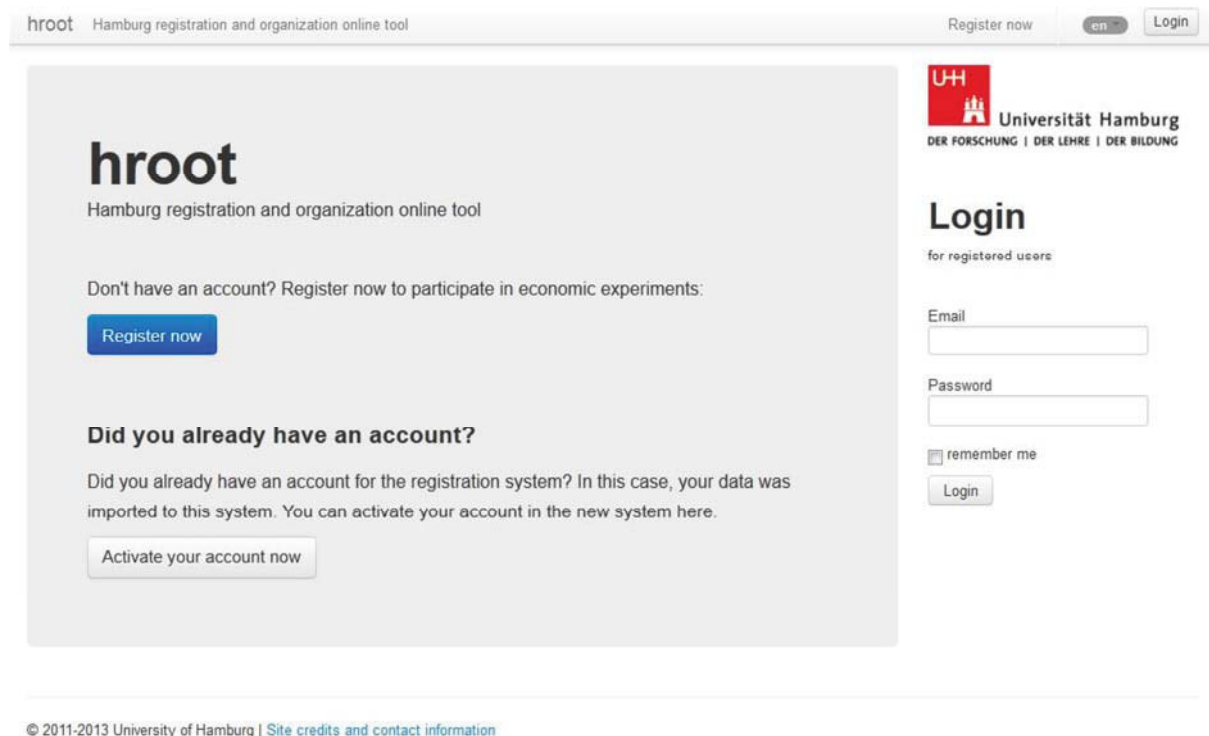 hroot Hamburg registration and organization online tool Register now en Login
hroot
Hamburg registration and organization online tool
Don't have an account? Register now to participate in economic experiments:
Register now
Did you already have an account?
Did you already have an account for the registration system? In this case, your data was
imported to this system. You can activate your account in the new system here.
Activate your account now
UHH
Universität Hamburg
DER FORSCHUNG | DER LEHRE | DER BILDUNG
Login
for registered users
Email
Password
remember me
Login
© 2011-2013 University of Hamburg | Site credits and contact information